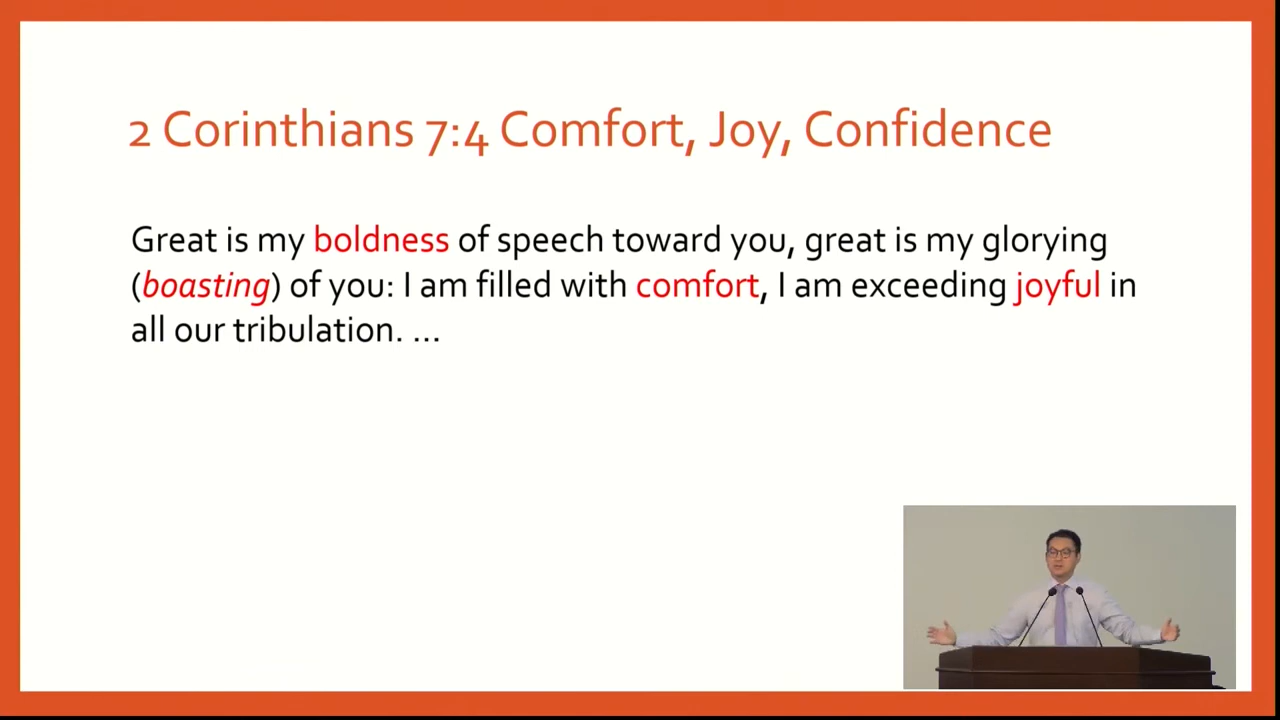 2 Corinthians 7:4 Comfort, Joy, Confidence
Great is my boldness of speech toward you, great is my glorying
(boasting) of you: I am filled with comfort, I am exceeding joyful in
all our tribulation. ...